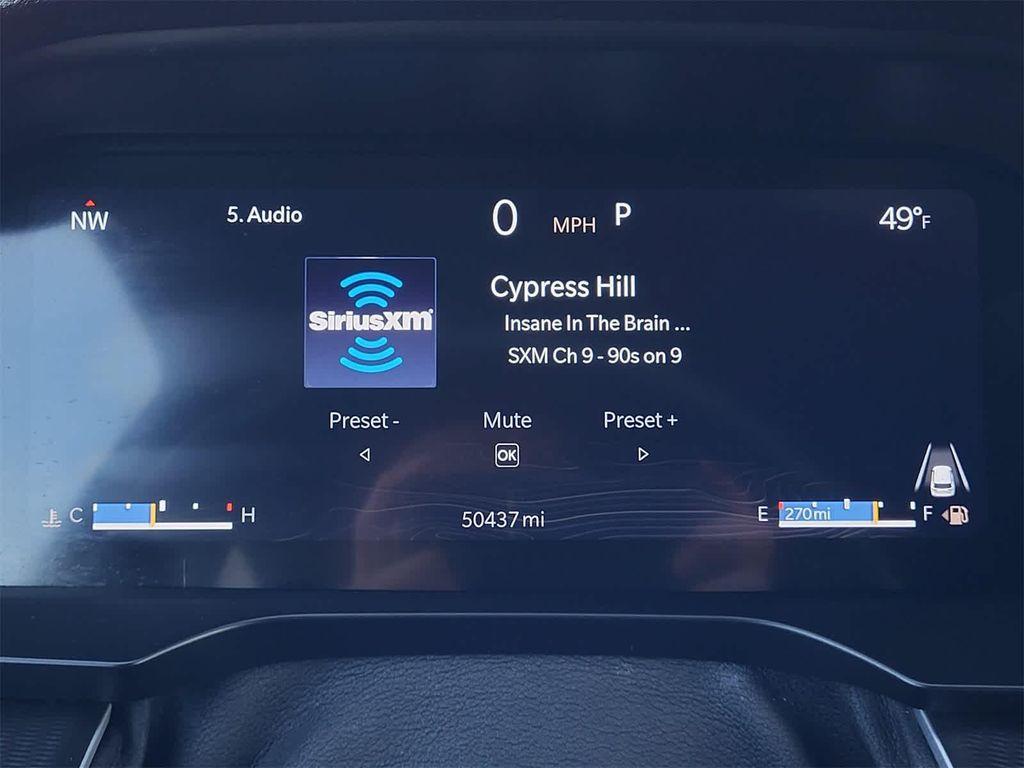 NW
5. Audio
0 MPH P
49°F
SiriusXM
Cypress Hill
Insane In The Brain ...
SXM Ch 9 - 90s on 9
Preset -
Mute
Preset +
OK
C
H
50437 mi
E
270 mi
F